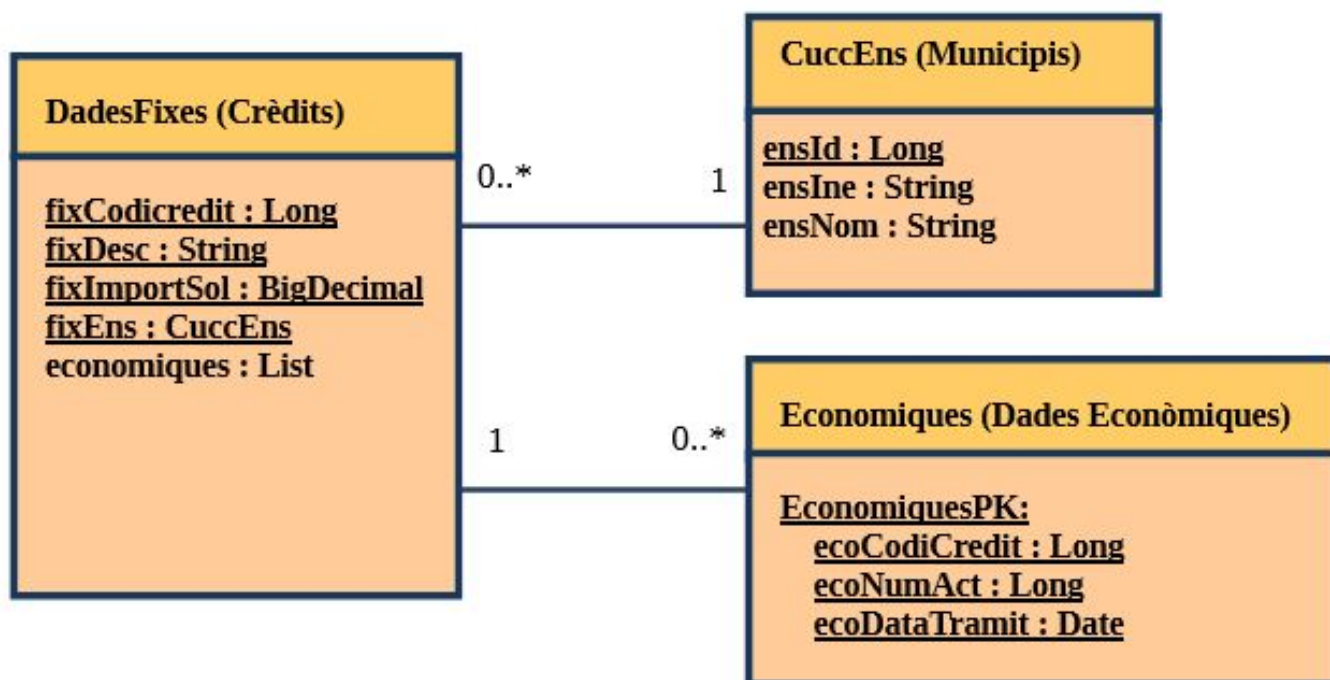 DadesFixes (Crèdits)
fixCodicredit : Long
fixDesc : String
fixImportSol : BigDecimal
fixEns : CuccEns
economiques : List
0..*
1
CuccEns (Municipis)
ensId : Long
ensIne : String
ensNom : String
1
0..*
Economiques (Dades Econòmiques)
EconomiquesPK:
ecoCodiCredit : Long
ecoNumAct : Long
ecoDataTramit : Date